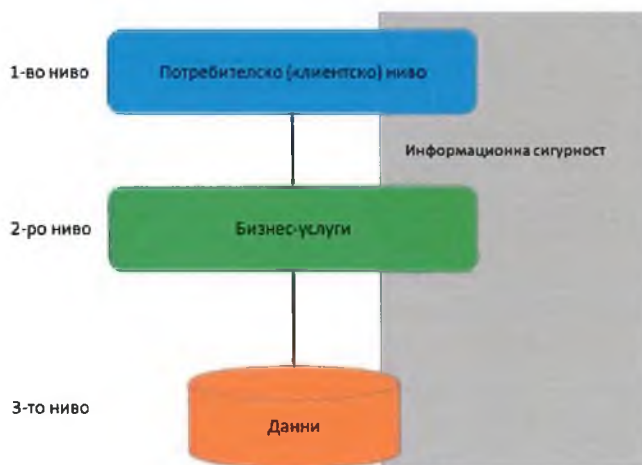 1-во ниво
Потребителско (клиентско) ниво
Информационна сигурност
2-ро ниво
Бизнес-услуги
3-то ниво
Данни